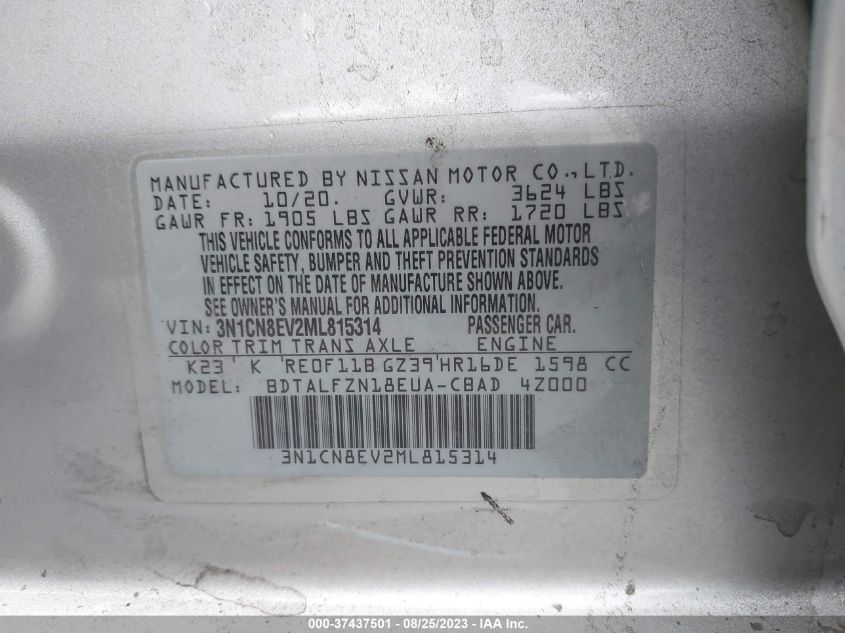 MANUFACTURED BY NISSAN MOTOR CO., LTD.
DATE: 10/20. GVWR: 3624 LBS
GAWR FR: 1905 LBS GAWR RR: 1720 LBS
THIS VEHICLE CONFORMS TO ALL APPLICABLE FEDERAL MOTOR
VEHICLE SAFETY, BUMPER AND THEFT PREVENTION STANDARDS
IN EFFECT ON THE DATE OF MANUFACTURE SHOWN ABOVE.
SEE OWNER'S MANUAL FOR ADDITIONAL INFORMATION.
VIN: 3N1CN8EV2ML815314 PASSENGER CAR.
COLOR TRIM TRANS AXLE ENGINE
K23 ' K 'RE0F11B GZ39'HR16DE 1598 CC
MODEL: BDTALFZN18EUA-CBAD 4Z000
3N1CN8EV2ML815314
000-37437501 - 08/25/2023 - IAA Inc.